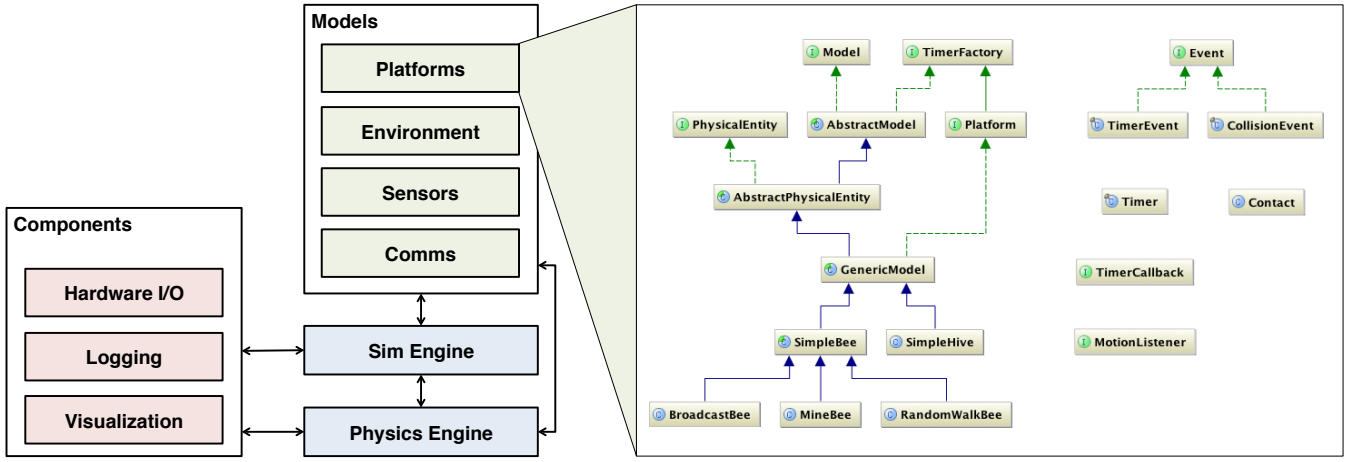 Models
Platforms
Environment
Sensors
Comms
Components
Hardware I/O
Logging
Visualization
Sim Engine
Physics Engine
I Model
I TimerFactory
I Event
I PhysicalEntity
C AbstractModel
I Platform
C TimerEvent
C CollisionEvent
C AbstractPhysicalEntity
C Timer
C Contact
C GenericModel
I TimerCallback
C SimpleBee
C SimpleHive
I MotionListener
C BroadcastBee
C MineBee
C RandomWalkBee